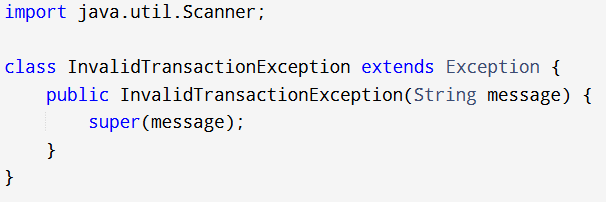 import java.util.Scanner;
class InvalidTransactionException extends Exception {
    public InvalidTransactionException(String message) {
        super(message);
    }
}